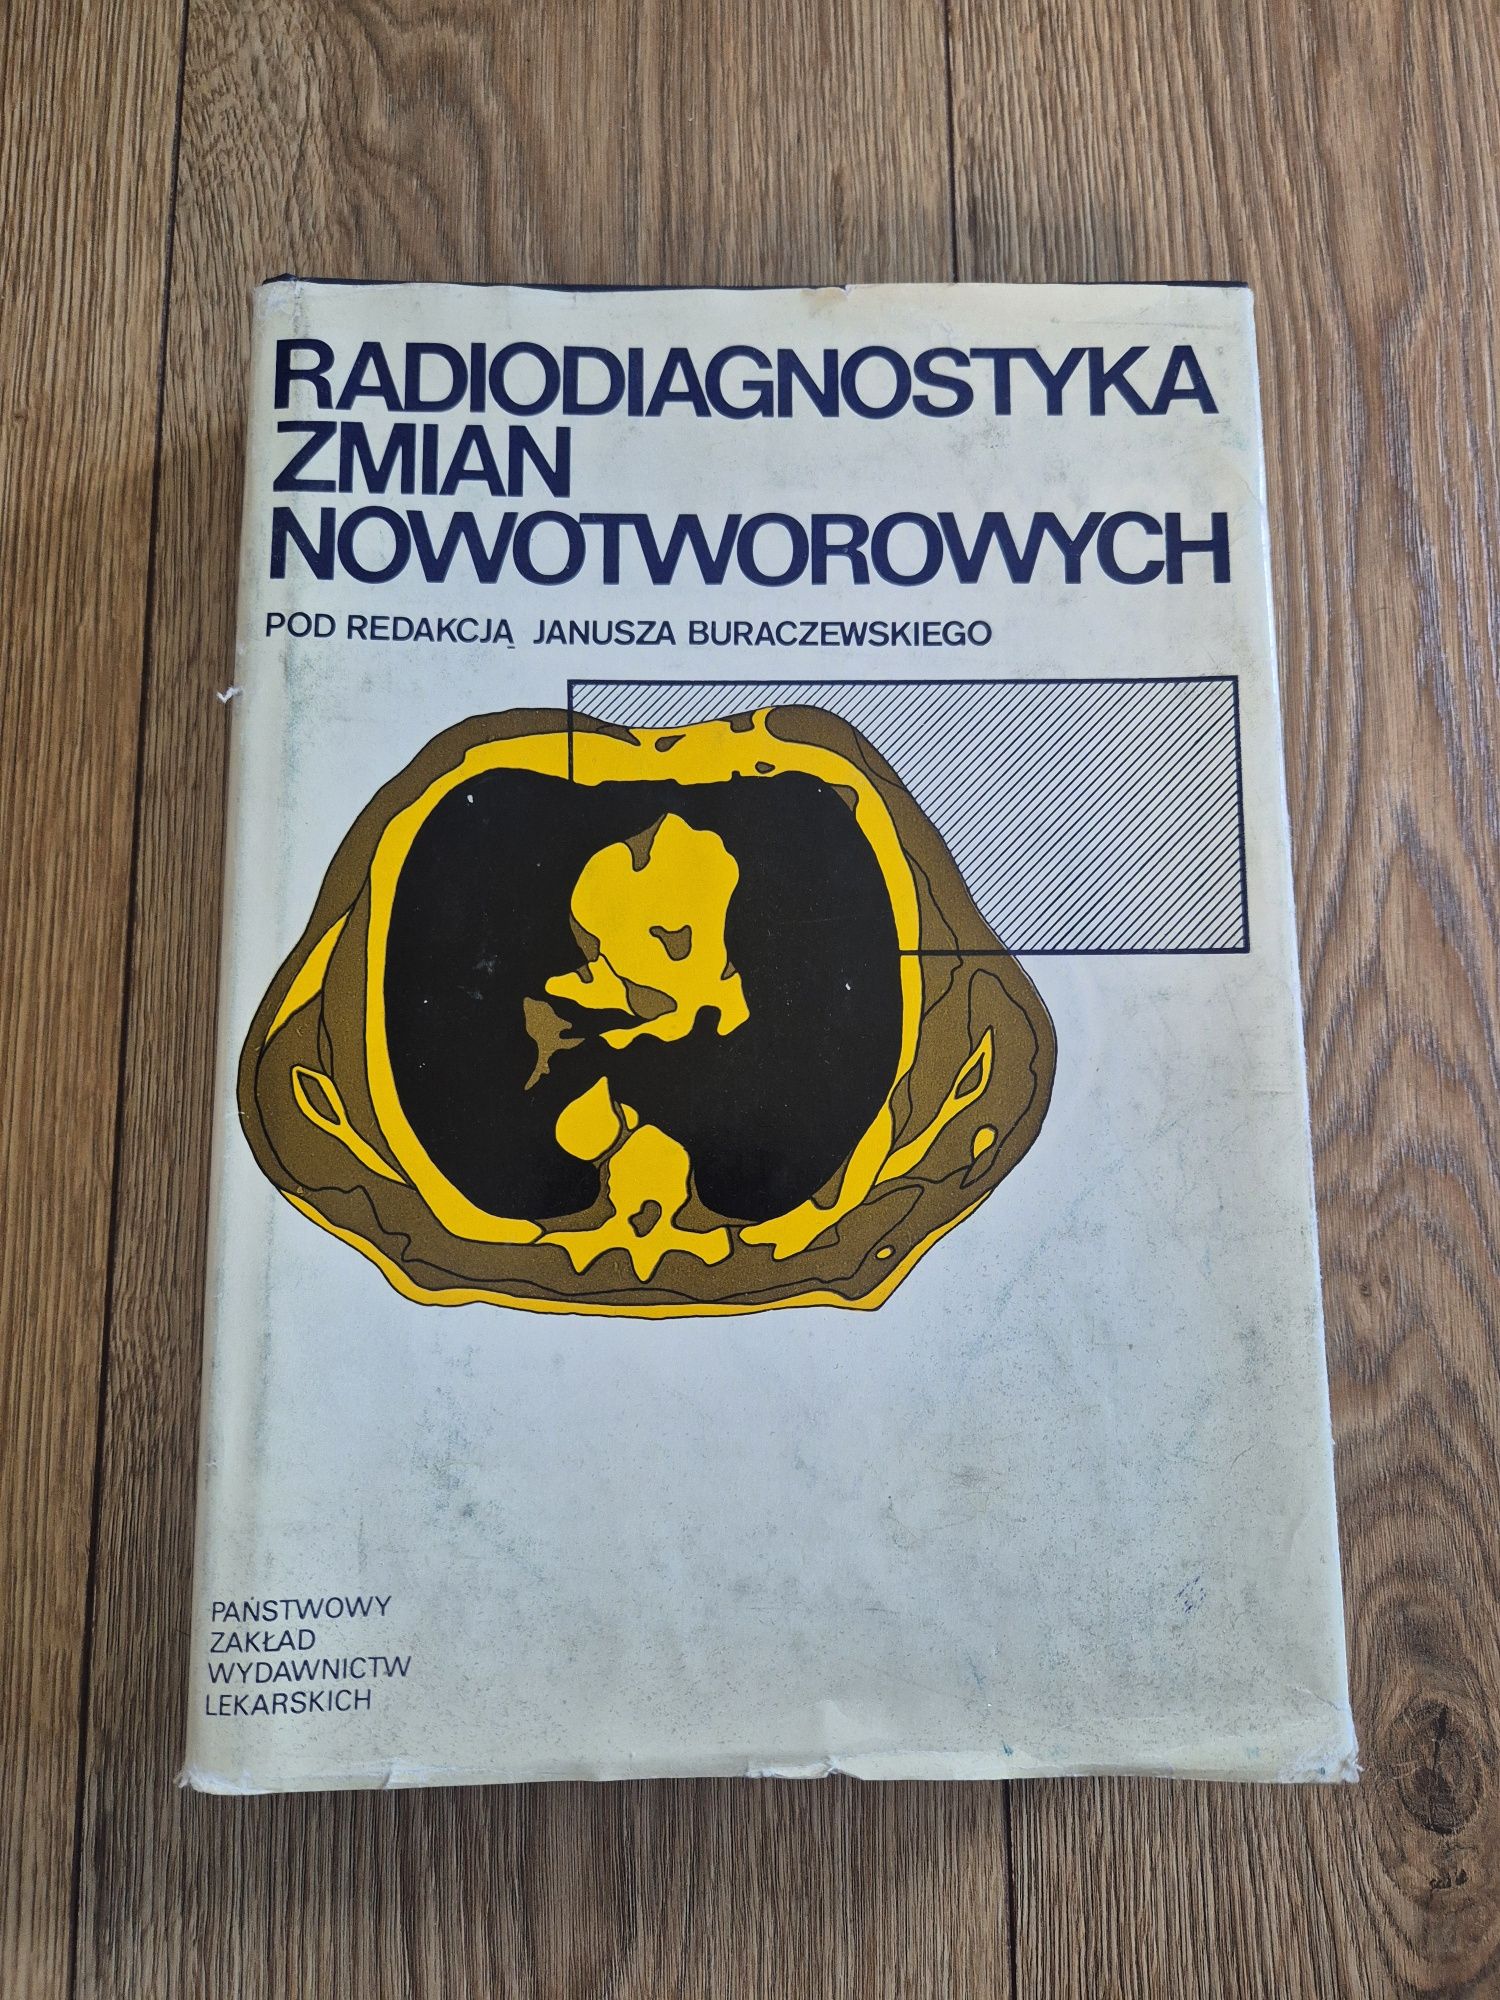 RADIODIAGNOSTYKA
ZMIAN
NOWOTWOROWYCH
POD REDAKCJĄ JANUSZA BURACZEWSKIEGO
PAŃSTWOWY
ZAKŁAD
WYDAWNICTW
LEKARSKICH